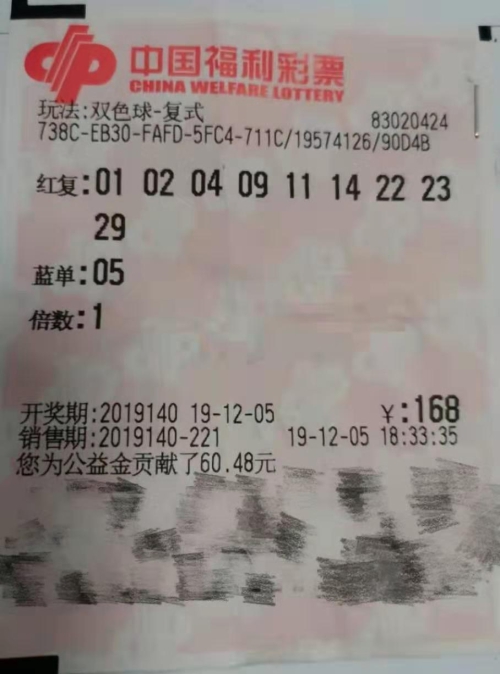 中国福利彩票
CHINA WELFARE LOTTERY
玩法:双色球-复式 83020424
738C-EB30-FAFD-5FC4-711C/19574126/90D4B
红复:01 02 04 09 11 14 22 23
29
蓝单:05
倍数:1
开奖期:2019140 19-12-05 ¥:168
销售期:2019140-221 19-12-05 18:33:35
您为公益金贡献了60.48元